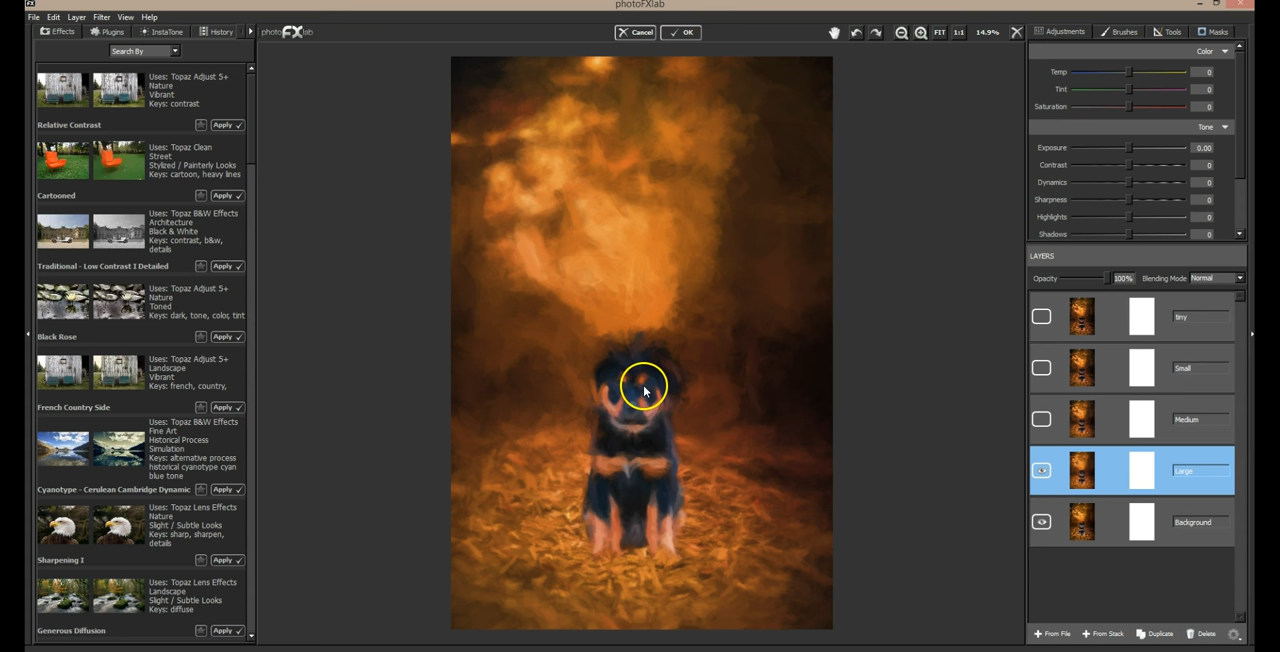 FX
photoFXlab
File Edit Layer Filter View Help
Effects Plugins InstaTone History
photoFXlab
Cancel OK
FIT 1:1 14.9%
Adjustments Brushes Tools Masks
Search By
Uses: Topaz Adjust 5+
Nature
Vibrant
Keys: contrast
Relative Contrast Apply
Uses: Topaz Clean
Street
Stylized / Painterly Looks
Keys: cartoon, heavy lines
Cartooned Apply
Uses: Topaz B&W Effects
Architecture
Black & White
Keys: contrast, b&w,
details
Traditional - Low Contrast I Detailed Apply
Uses: Topaz Adjust 5+
Nature
Toned
Keys: dark, tone, color, tint
Black Rose Apply
Uses: Topaz Adjust 5+
Landscape
Vibrant
Keys: french, country,
French Country Side Apply
Uses: Topaz B&W Effects
Fine Art
Historical Process
Simulation
Keys: alternative process
historical cyanotype cyan
blue tone
Cyanotype - Cerulean Cambridge Dynamic Apply
Uses: Topaz Lens Effects
Nature
Slight / Subtle Looks
Keys: sharp, sharpen,
details
Sharpening I Apply
Uses: Topaz Lens Effects
Landscape
Slight / Subtle Looks
Keys: diffuse
Generous Diffusion Apply
Color
Temp 0
Tint 0
Saturation 0
Tone
Exposure 0.00
Contrast 0
Dynamics 0
Sharpness 0
Highlights 0
Shadows 0
LAYERS
Opacity 100% Blending Mode Normal
tiny
Small
Medium
Large
Background
From File From Stack Duplicate Delete